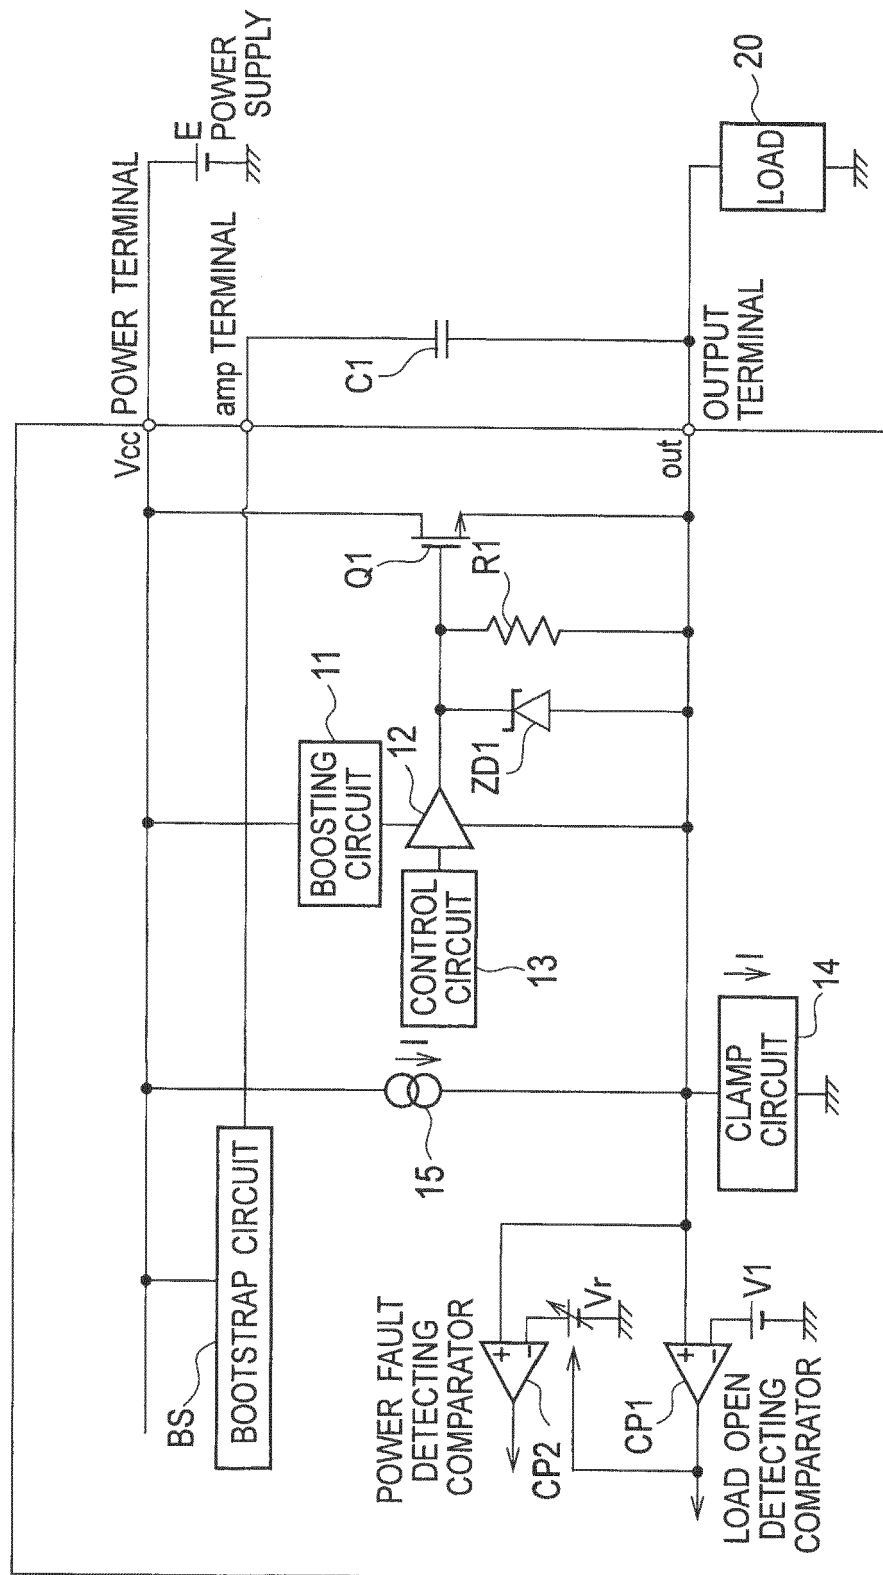 BS
BOOTSTRAP CIRCUIT
Vcc
POWER TERMINAL
amp TERMINAL
E
POWER
SUPPLY
11
BOOSTING
CIRCUIT
12
CONTROL
CIRCUIT
13
Q1
R1
ZD1
C1
15
I
POWER FAULT
DETECTING
COMPARATOR
+
−
CP2
Vr
+
−
CP1
V1
LOAD OPEN
DETECTING
COMPARATOR
CLAMP
CIRCUIT
I
14
out
OUTPUT
TERMINAL
LOAD
20